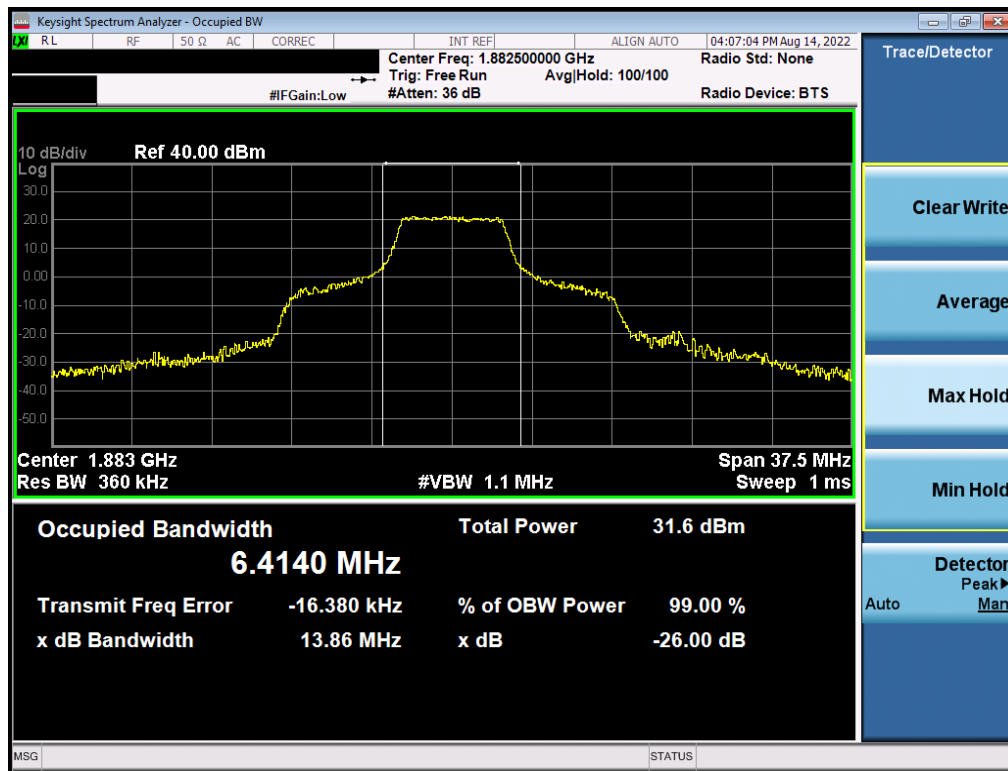 Keysight Spectrum Analyzer - Occupied BW
LXI RL RF 50 Ω AC CORREC INT REF ALIGN AUTO 04:07:04 PM Aug 14, 2022
Center Freq: 1.882500000 GHz Radio Std: None
Trig: Free Run Avg|Hold: 100/100
#IFGain:Low #Atten: 36 dB Radio Device: BTS
Trace/Detector
10 dB/div Ref 40.00 dBm
Log
30.0
20.0
10.0
0.00
-10.0
-20.0
-30.0
-40.0
-50.0
Center 1.883 GHz Span 37.5 MHz
Res BW 360 kHz #VBW 1.1 MHz Sweep 1 ms
Occupied Bandwidth Total Power 31.6 dBm
6.4140 MHz
Transmit Freq Error -16.380 kHz % of OBW Power 99.00 %
x dB Bandwidth 13.86 MHz x dB -26.00 dB
Clear Write
Average
Max Hold
Min Hold
Detector
Peak▶
Auto Man
MSG STATUS